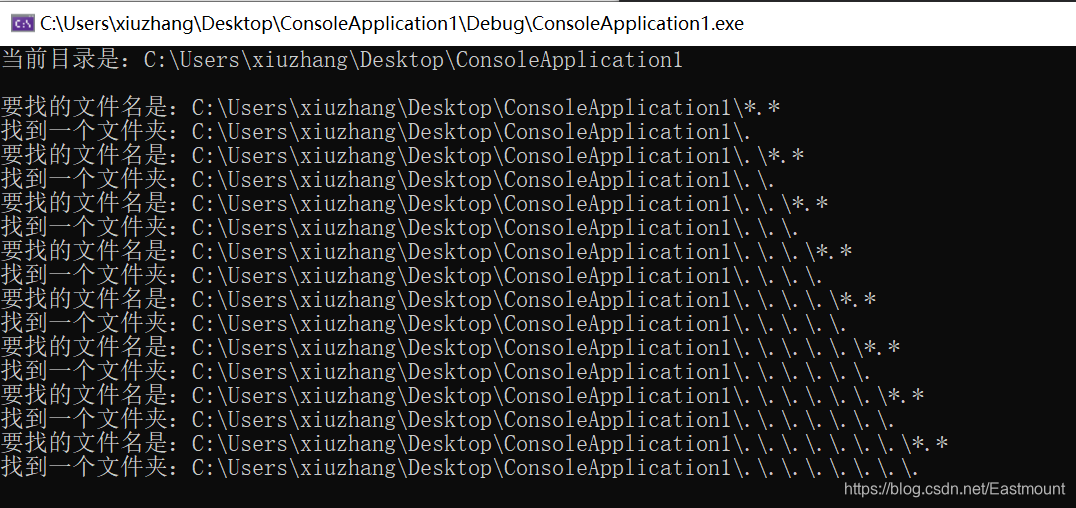 C:\Users\xiuzhang\Desktop\ConsoleApplication1\Debug\ConsoleApplication1.exe
当前目录是：C:\Users\xiuzhang\Desktop\ConsoleApplication1
要找的文件名是：C:\Users\xiuzhang\Desktop\ConsoleApplication1\*.*
找到一个文件夹：C:\Users\xiuzhang\Desktop\ConsoleApplication1\.
要找的文件名是：C:\Users\xiuzhang\Desktop\ConsoleApplication1\.\*.*
找到一个文件夹：C:\Users\xiuzhang\Desktop\ConsoleApplication1\.\.
要找的文件名是：C:\Users\xiuzhang\Desktop\ConsoleApplication1\.\.\*.*
找到一个文件夹：C:\Users\xiuzhang\Desktop\ConsoleApplication1\.\.\.
要找的文件名是：C:\Users\xiuzhang\Desktop\ConsoleApplication1\.\.\.\*.*
找到一个文件夹：C:\Users\xiuzhang\Desktop\ConsoleApplication1\.\.\.\.
要找的文件名是：C:\Users\xiuzhang\Desktop\ConsoleApplication1\.\.\.\.\*.*
找到一个文件夹：C:\Users\xiuzhang\Desktop\ConsoleApplication1\.\.\.\.\.
要找的文件名是：C:\Users\xiuzhang\Desktop\ConsoleApplication1\.\.\.\.\.\*.*
找到一个文件夹：C:\Users\xiuzhang\Desktop\ConsoleApplication1\.\.\.\.\.\.
要找的文件名是：C:\Users\xiuzhang\Desktop\ConsoleApplication1\.\.\.\.\.\.\*.*
找到一个文件夹：C:\Users\xiuzhang\Desktop\ConsoleApplication1\.\.\.\.\.\.\.
要找的文件名是：C:\Users\xiuzhang\Desktop\ConsoleApplication1\.\.\.\.\.\.\.\*.*
找到一个文件夹：C:\Users\xiuzhang\Desktop\ConsoleApplication1\.\.\.\.\.\.\.\.
https://blog.csdn.net/Eastmount